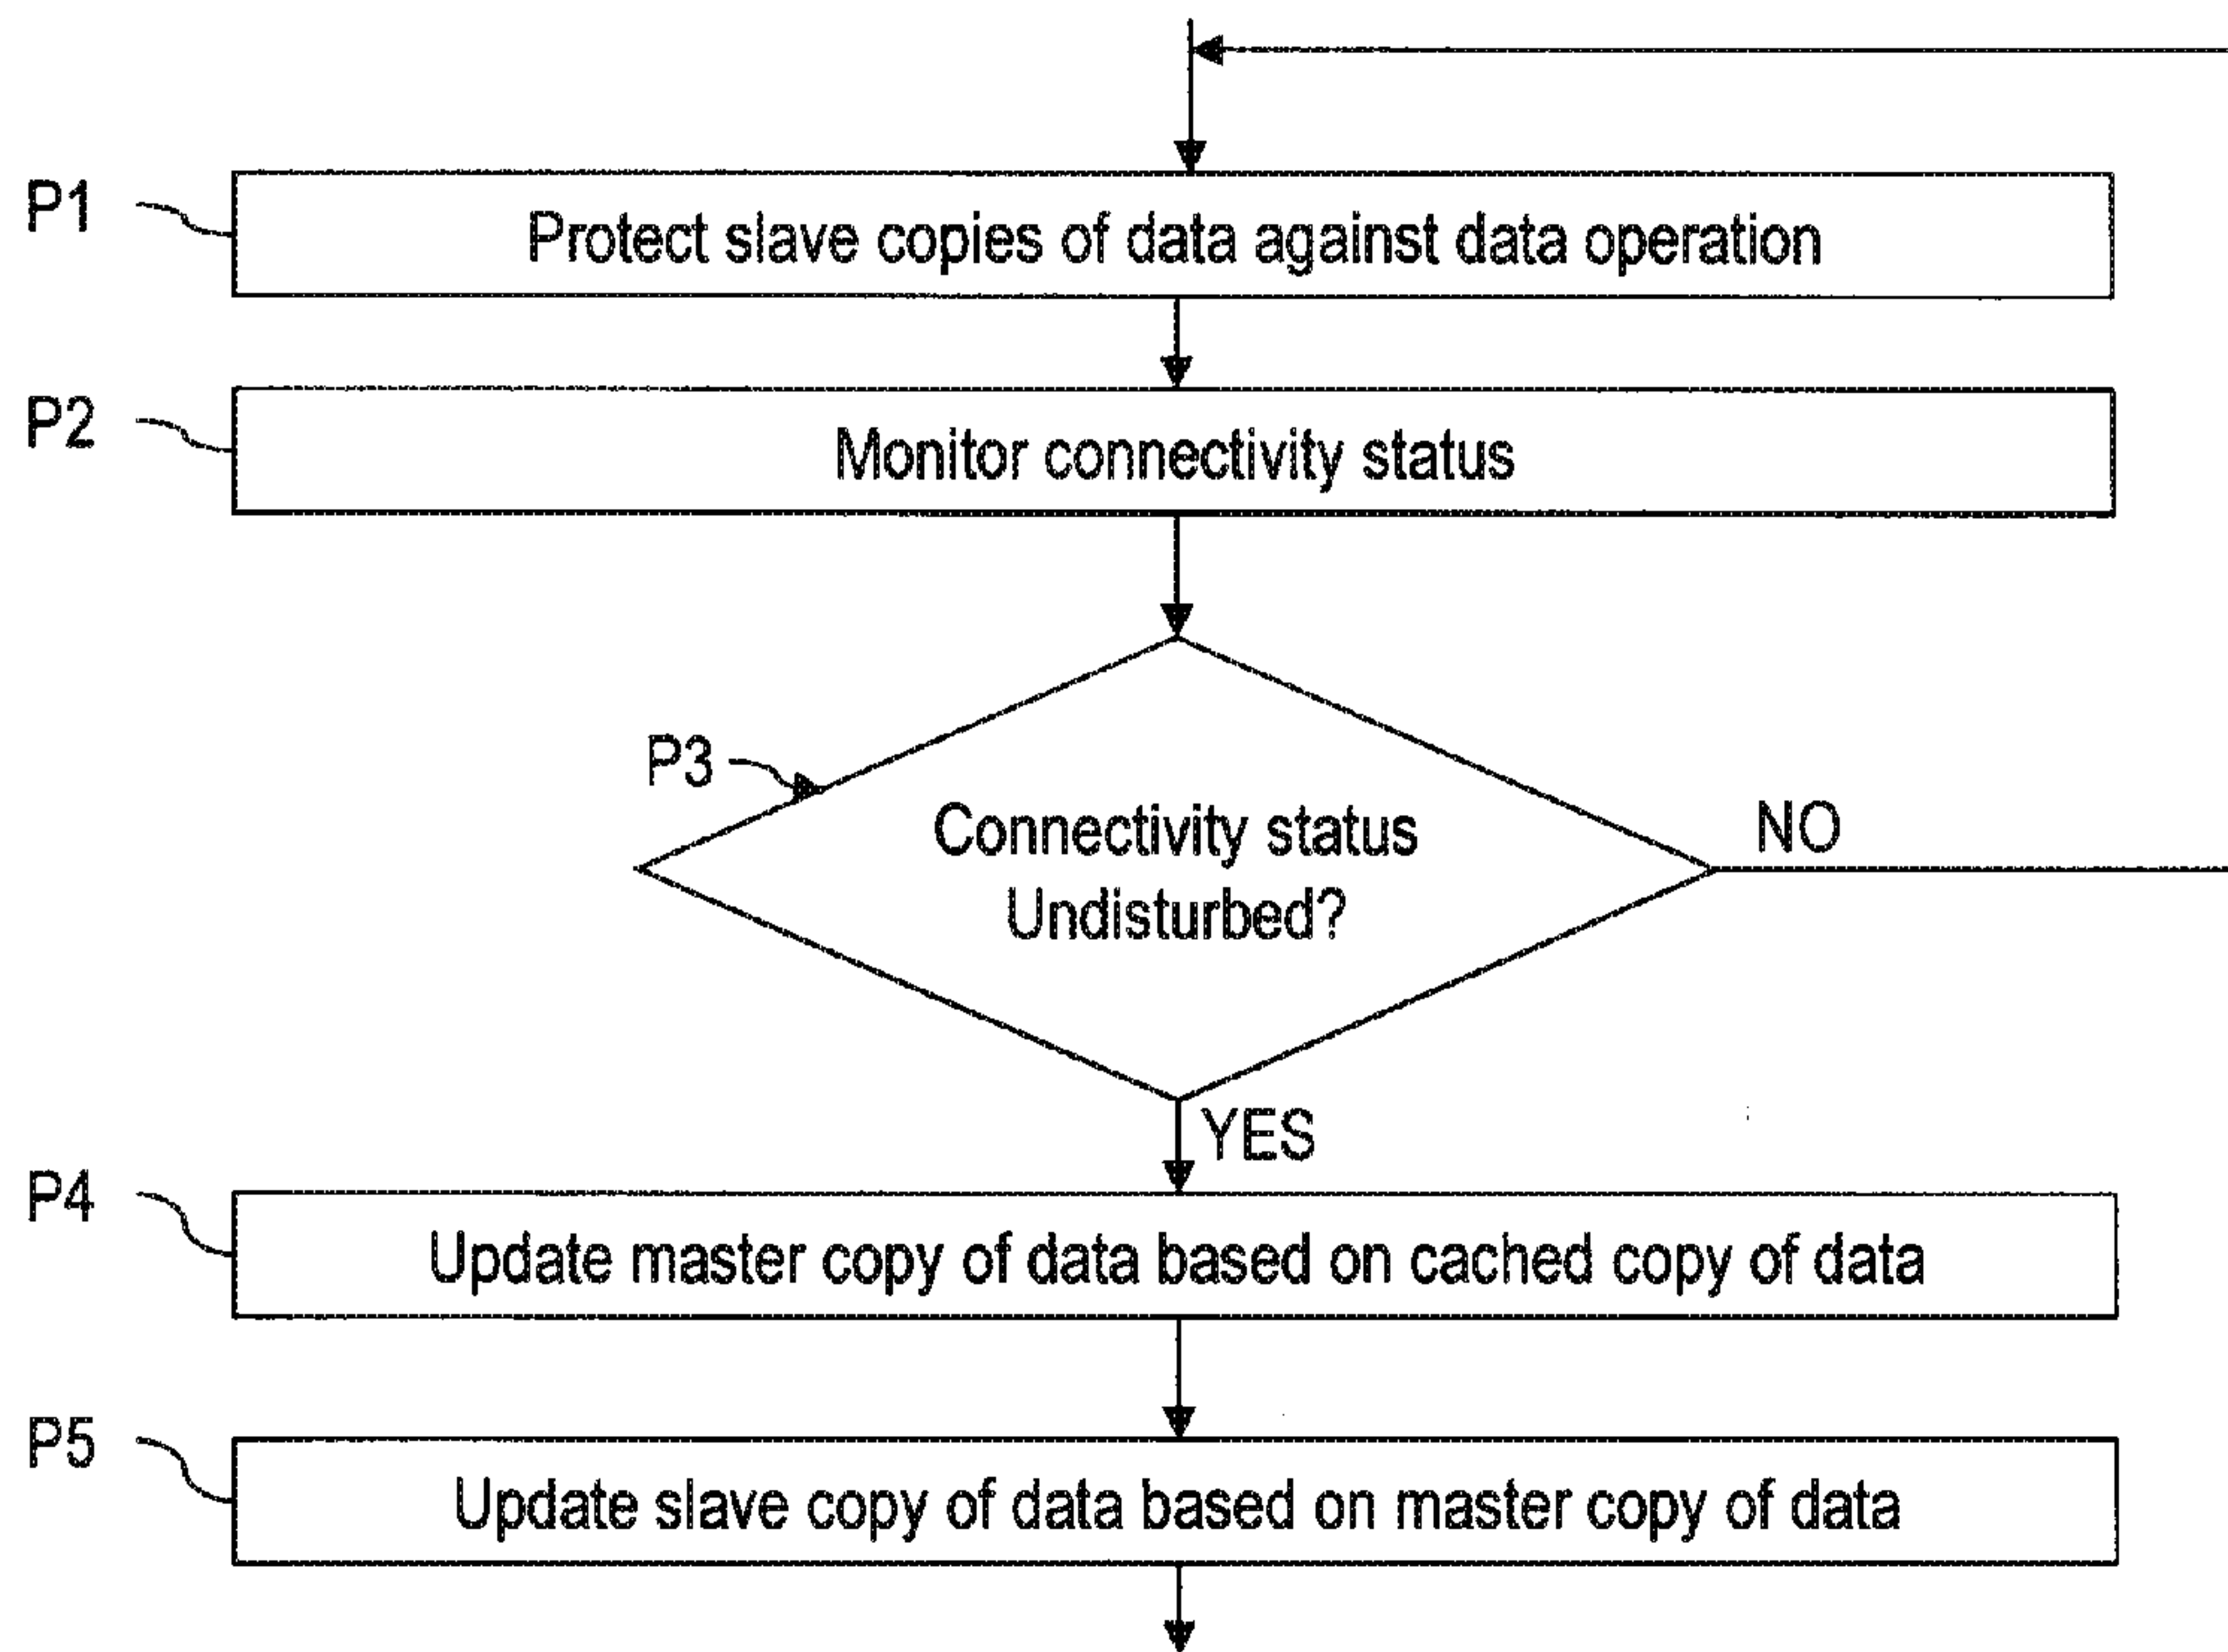 P1
Protect slave copies of data against data operation
P2
Monitor connectivity status
P3
Connectivity status
Undisturbed?
NO
YES
P4
Update master copy of data based on cached copy of data
P5
Update slave copy of data based on master copy of data